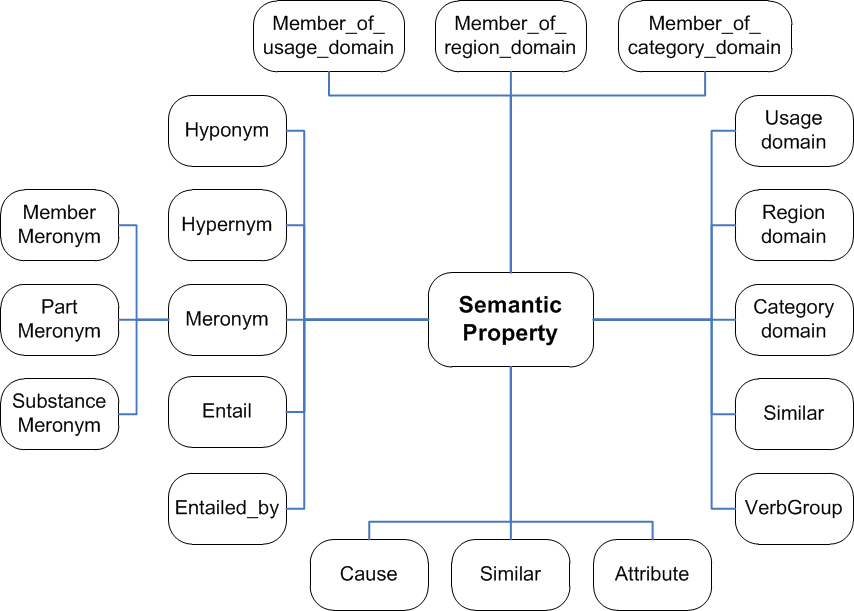 Member_of_
usage_domain
Member_of_
region_domain
Member_of_
category_domain
Hyponym
Usage
domain
Member
Meronym
Hypernym
Region
domain
Part
Meronym
Meronym
Semantic
Property
Category
domain
Substance
Meronym
Entail
Similar
Entailed_by
VerbGroup
Cause
Similar
Attribute